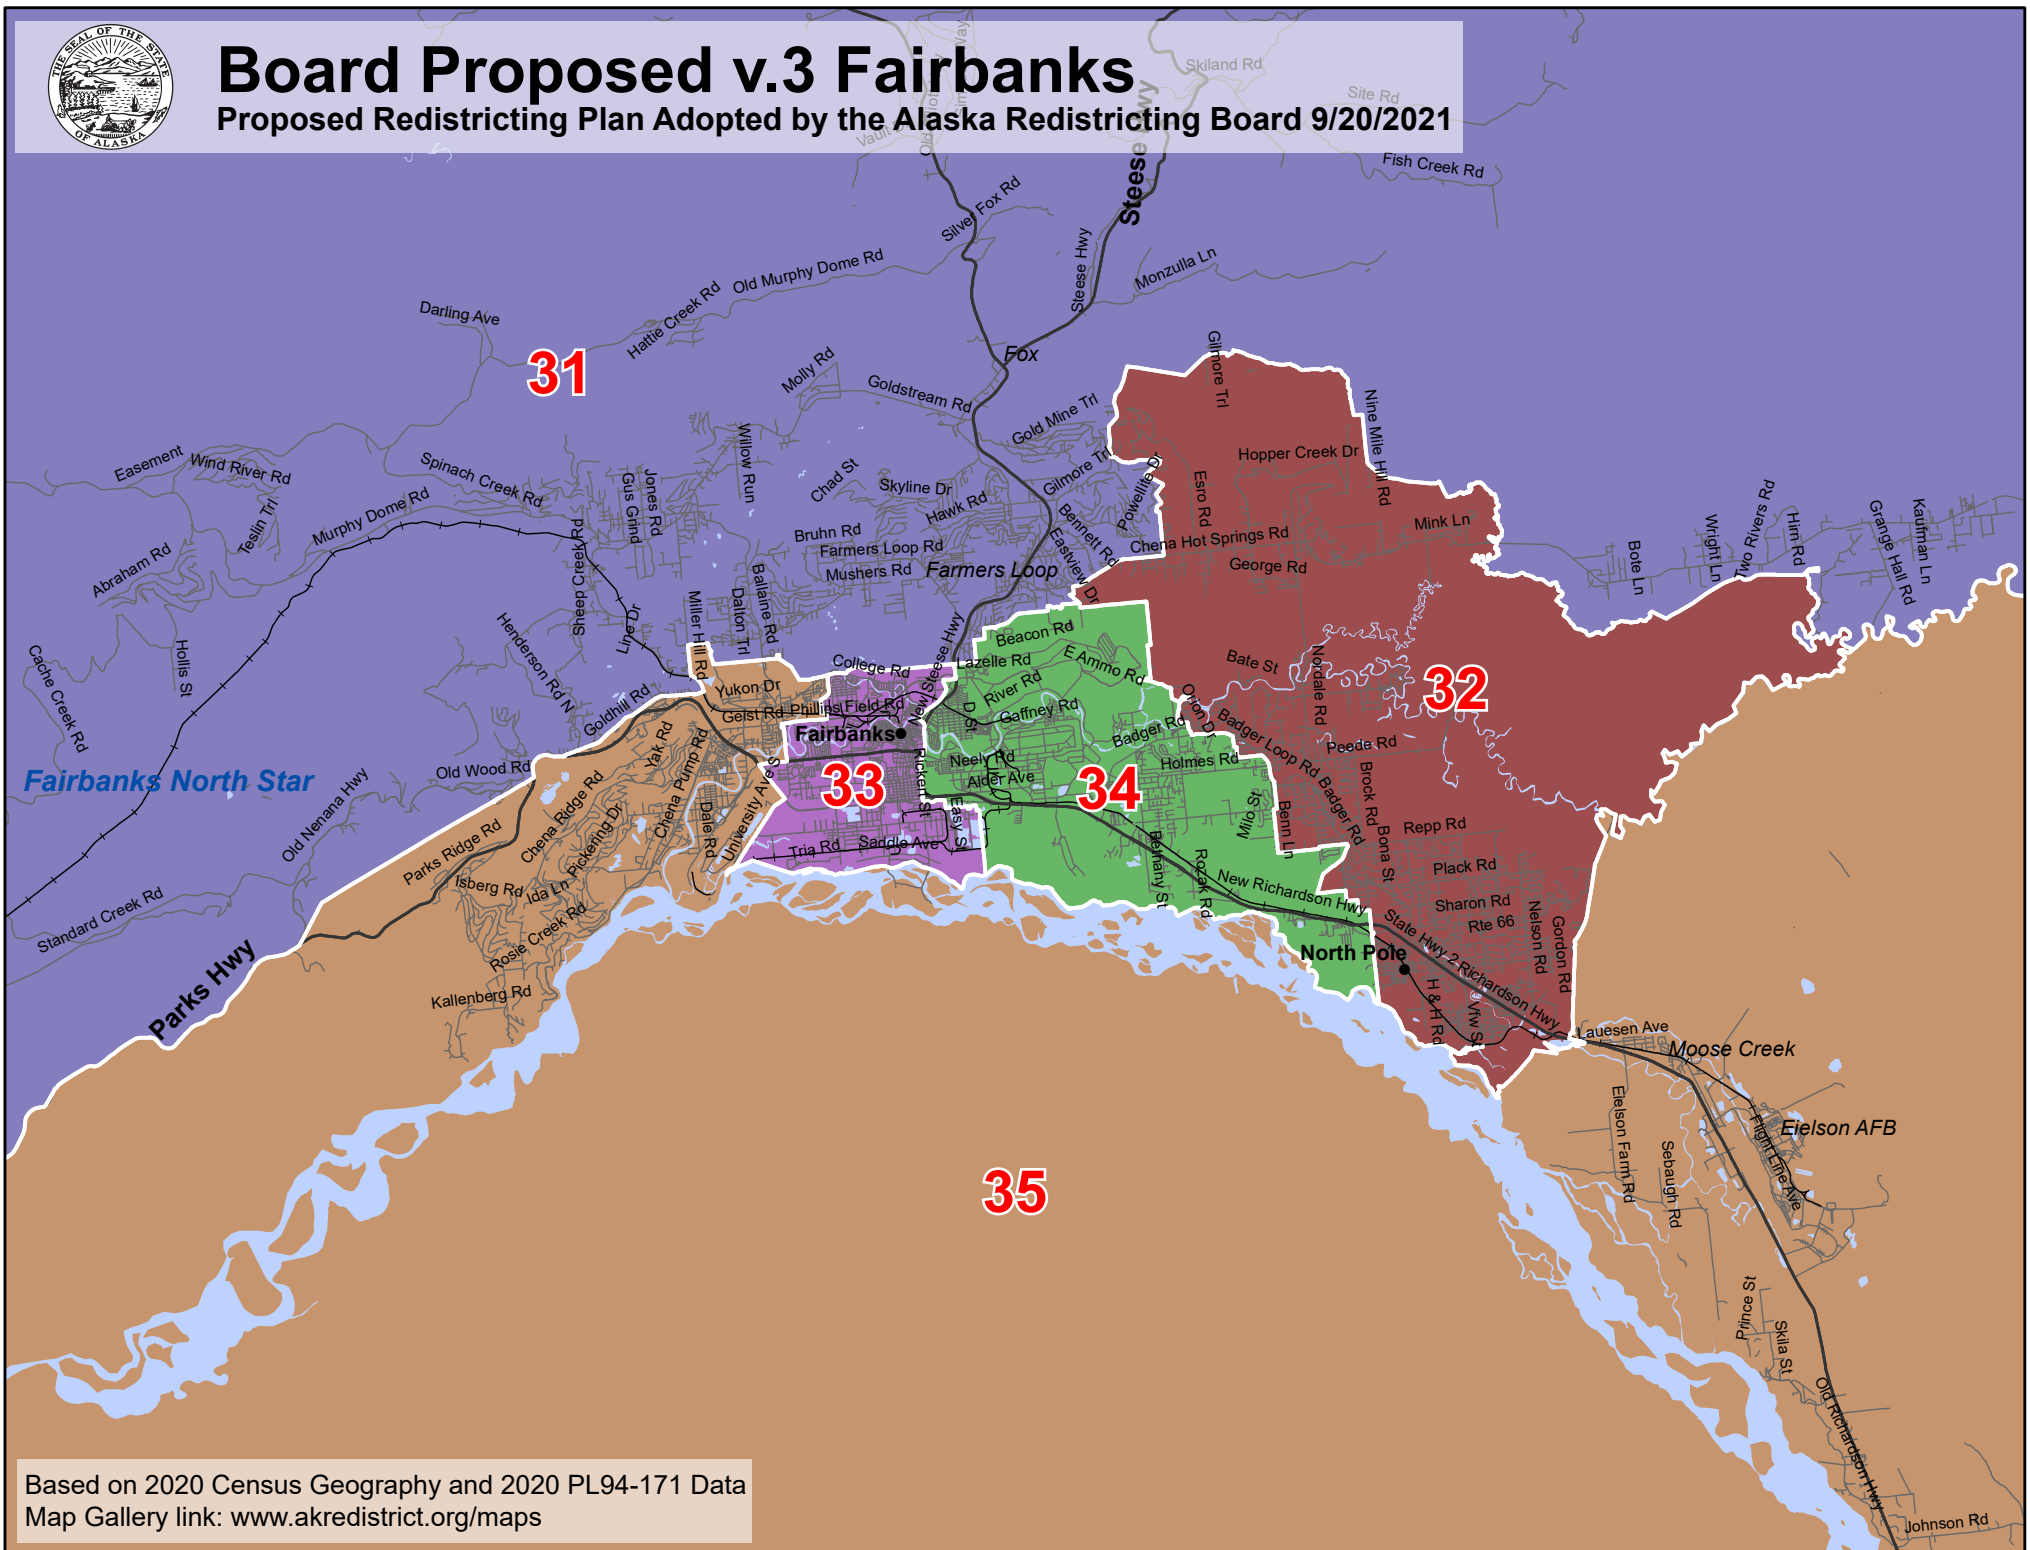 THE SEAL OF THE STATE
OF ALASKA
Board Proposed v.3 Fairbanks
Proposed Redistricting Plan Adopted by the Alaska Redistricting Board 9/20/2021
Skiland Rd
Site Rd
Fish Creek Rd
Steese Hwy
Silver Fox Rd
Steese Hwy
Monzulla Ln
Old Murphy Dome Rd
Hattie Creek Rd
Darling Ave
31
Fox
Molly Rd
Goldstream Rd
Gold Mine Trl
Gilmore Trl
Nine Mile Hill Rd
Hopper Creek Dr
Easement
Wind River Rd
Spinach Creek Rd
Teslin Trl
Murphy Dome Rd
Abraham Rd
Gus Grind
Jones Rd
Willow Run
Chad St
Skyline Dr
Hawk Rd
Gilmore Trl
Powellite Dr
Bennett Rd
Eastview Dr
Esro Rd
Mink Ln
Chena Hot Springs Rd
George Rd
Bruhn Rd
Farmers Loop Rd
Mushers Rd
Farmers Loop
Sheep Creek Rd
Ballaine Rd
Dalton Trl
Miller Hill Rd
Line Dr
Henderson Rd N
Goldhill Rd
Hollis St
Cache Creek Rd
Bote Ln
Wright Ln
Two Rivers Rd
Him Rd
Grange Hall Rd
Kaufman Ln
Beacon Rd
Lazelle Rd
E Ammo Rd
River Rd
Gaffney Rd
D St
College Rd
New Steese Hwy
Yukon Dr
Geist Rd
Phillips Field Rd
Fairbanks
Bate St
Nordale Rd
32
Orion Dr
Badger Rd
Badger Loop Rd
Peede Rd
Holmes Rd
Neely Rd
Alder Ave
33
34
Rickert St
Easy St
Saddle Ave
Tria Rd
University Ave S
Dale Rd
Chena Pump Rd
Yak Rd
Old Wood Rd
Chena Ridge Rd
Pickering Dr
Ida Ln
Isberg Rd
Parks Ridge Rd
Rosie Creek Rd
Kallenberg Rd
Old Nenana Hwy
Fairbanks North Star
Standard Creek Rd
Parks Hwy
Milo St
Benn Ln
Badger Rd
Brock Rd
Bona St
Repp Rd
Plack Rd
Sharon Rd
Rte 66
Nelson Rd
Gordon Rd
Bethany St
Rozak Rd
New Richardson Hwy
State Hwy 2 Richardson Hwy
North Pole
H & H Rd
Vfw St
Lauesen Ave
Moose Creek
Eielson AFB
Flight Line Ave
Eielson Farm Rd
Sebaugh Rd
35
Prince St
Skila St
Old Richardson Hwy
Johnson Rd
Based on 2020 Census Geography and 2020 PL94-171 Data
Map Gallery link: www.akredistrict.org/maps